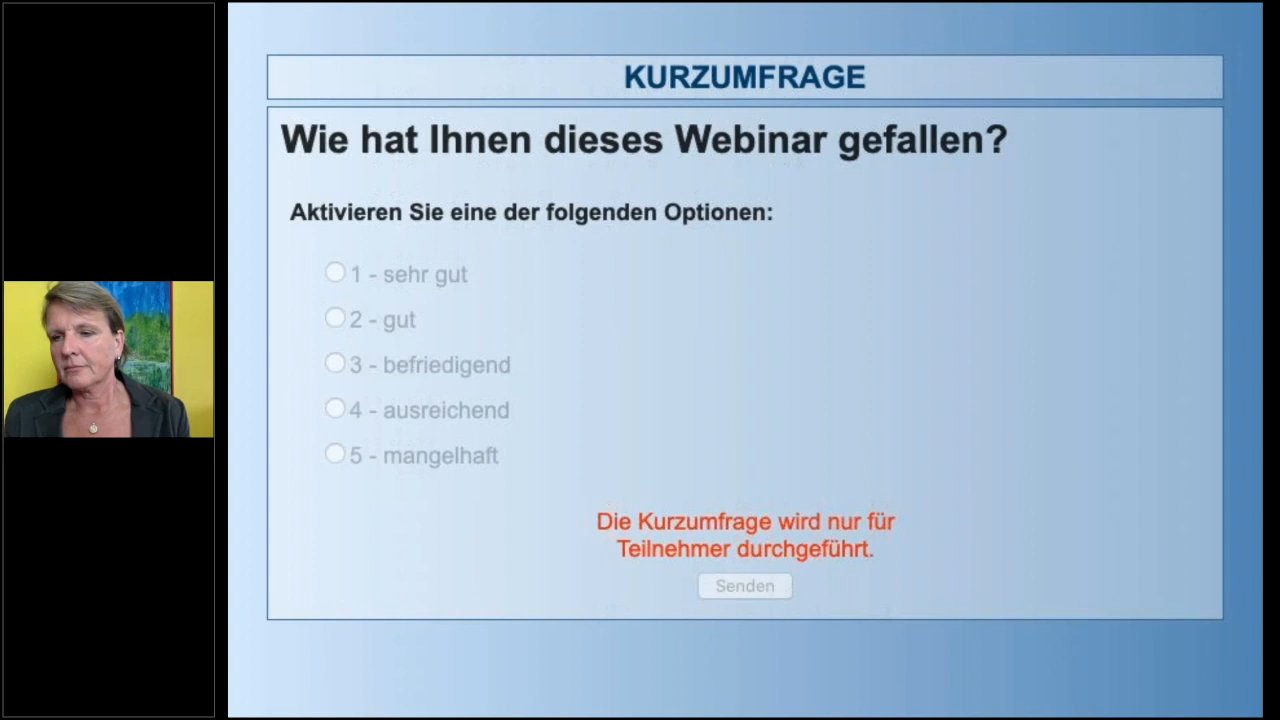 KURZUMFRAGE
Wie hat Ihnen dieses Webinar gefallen?
Aktivieren Sie eine der folgenden Optionen:
1 - sehr gut
2 - gut
3 - befriedigend
4 - ausreichend
5 - mangelhaft
Die Kurzumfrage wird nur für
Teilnehmer durchgeführt.
Senden